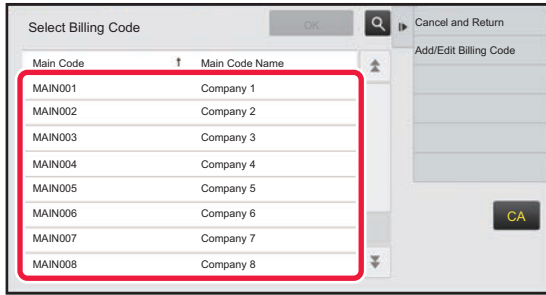 Select Billing Code
OK
Cancel and Return
Add/Edit Billing Code
Main Code Main Code Name
MAIN001 Company 1
MAIN002 Company 2
MAIN003 Company 3
MAIN004 Company 4
MAIN005 Company 5
MAIN006 Company 6
MAIN007 Company 7
MAIN008 Company 8
CA